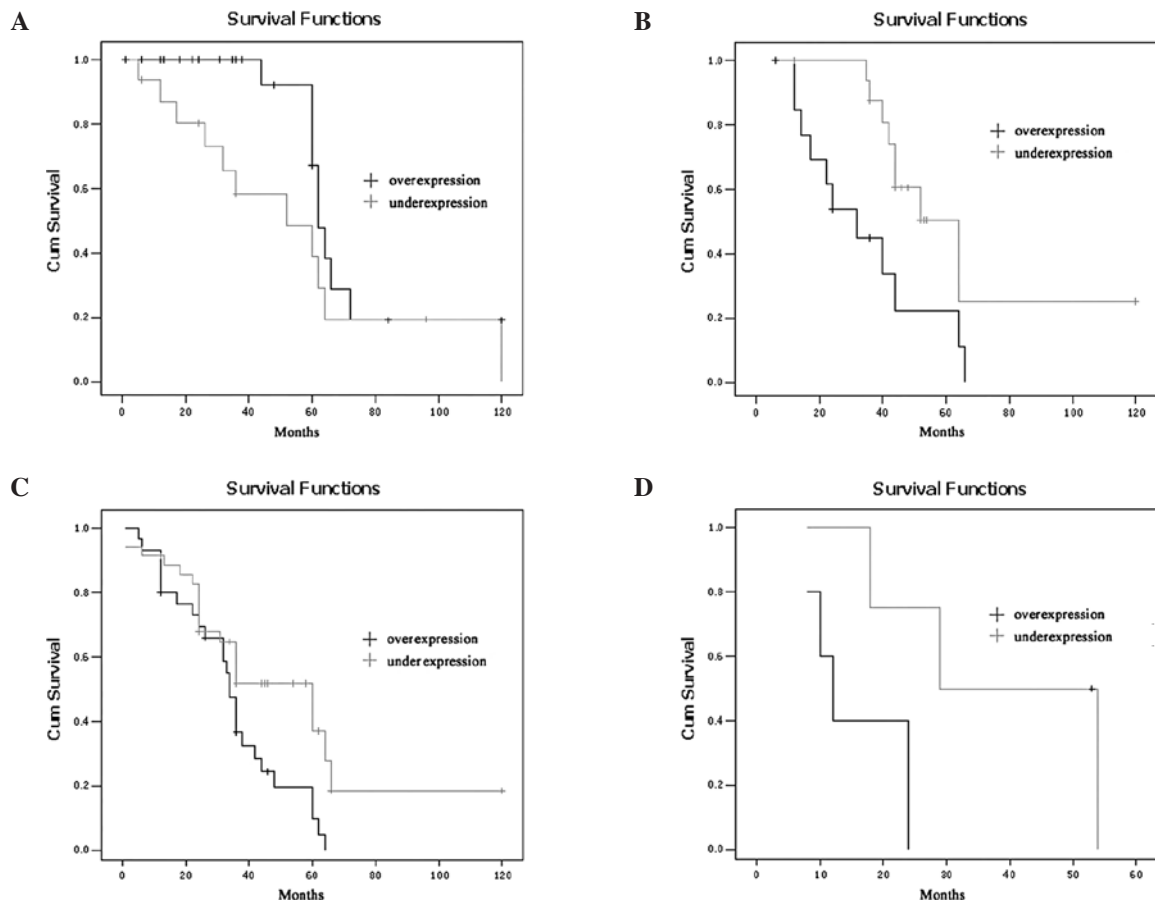 A
Survival Functions
Cum Survival
1.0
0.8
0.6
0.4
0.2
0.0
overexpression
underexpression
0 20 40 60 80 100 120
Months
B
Survival Functions
Cum Survival
1.0
0.8
0.6
0.4
0.2
0.0
overexpression
underexpression
0 20 40 60 80 100 120
Months
C
Survival Functions
Cum Survival
1.0
0.8
0.6
0.4
0.2
0.0
overexpression
underexpression
0 20 40 60 80 100 120
Months
D
Survival Functions
Cum Survival
1.0
0.8
0.6
0.4
0.2
0.0
overexpression
underexpression
10 20 30 40 50 60
Months